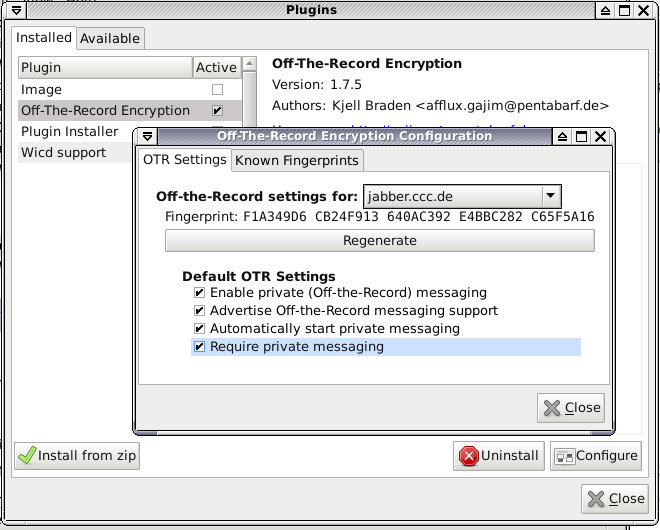 Plugins
Installed Available
Plugin Active
Image
Off-The-Record Encryption
Plugin Installer
Wicd support
Off-The-Record Encryption
Version: 1.7.5
Authors: Kjell Braden <afflux.gajim@pentabarf.de>
Off-The-Record Encryption Configuration
OTR Settings Known Fingerprints
Off-the-Record settings for: jabber.ccc.de
Fingerprint: F1A349D6 CB24F913 640AC392 E4BBC282 C65F5A16
Regenerate
Default OTR Settings
Enable private (Off-the-Record) messaging
Advertise Off-the-Record messaging support
Automatically start private messaging
Require private messaging
Close
Install from zip Uninstall Configure
Close